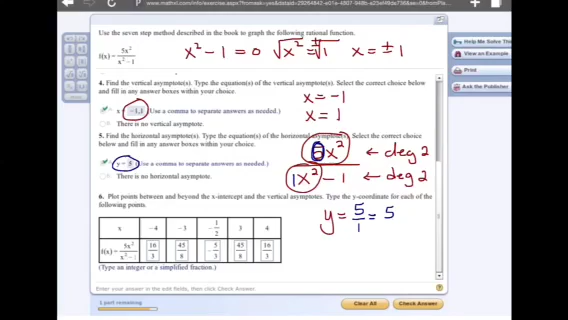 www.mathxl.com
Use the seven step method described in the book to graph the following rational function.
f(x) = 5x²/(x² − 1)
x² − 1 = 0 √x² = ±√1 x = ± 1
4. Find the vertical asymptote(s). Type the equation(s) of the vertical asymptote(s). Select the correct choice below
and fill in any answer boxes within your choice.
x = −1,1 Use a comma to separate answers as needed.)
There is no vertical asymptote.
x = −1
x = 1
5. Find the horizontal asymptote(s). Type the equation(s) of the horizontal asymptote(s). Select the correct choice
below and fill in any answer boxes within your choice.
y = 5 Use a comma to separate answers as needed.)
There is no horizontal asymptote.
5x² ← deg 2
1x² − 1 ← deg 2
y = 5/1 = 5
6. Plot points between and beyond the x-intercept and the vertical asymptotes. Type the y-coordinate for each of the
following points.
x −4 −3 −1/2 3 4
f(x) = 5x²/(x² − 1) 16/3 45/8 −5/3 45/8 16/3
(Type an integer or a simplified fraction.)
Help Me Solve This
View an Example
Print
Ask the Publisher
Enter your answer in the edit fields, then click Check Answer.
1 part remaining
Clear All
Check Answer